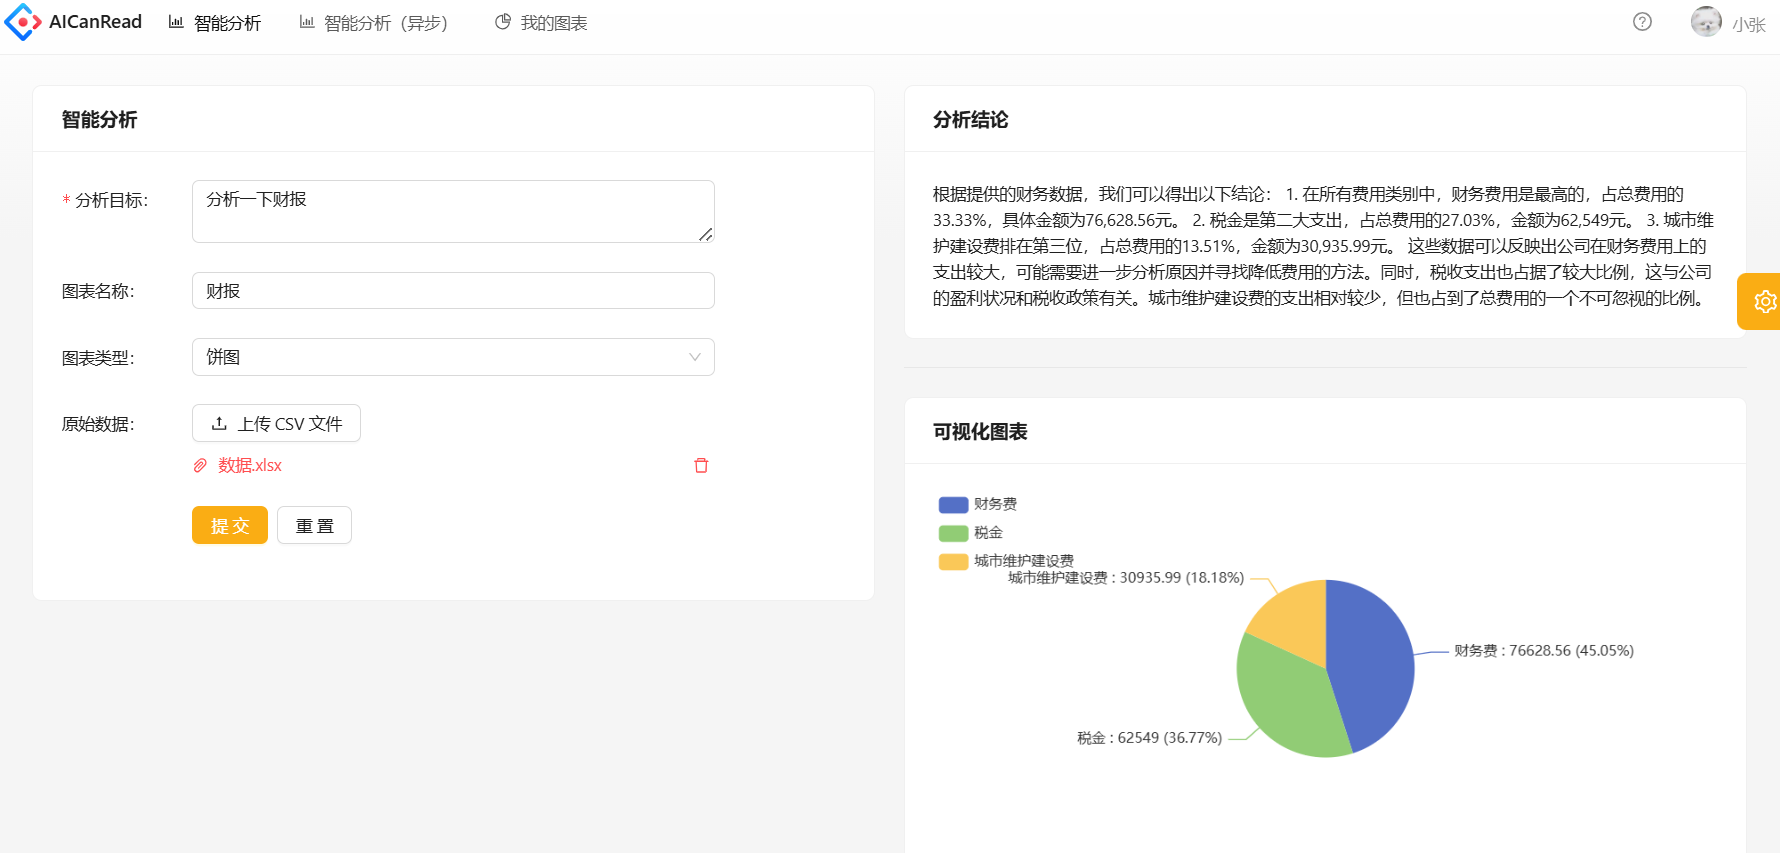 AICanRead 智能分析 智能分析（异步） 我的图表 小张
智能分析
* 分析目标：
分析一下财报
图表名称：
财报
图表类型：
饼图
原始数据：
上传 CSV 文件
数据.xlsx
提 交 重 置
分析结论
根据提供的财务数据，我们可以得出以下结论： 1. 在所有费用类别中，财务费用是最高的，占总费用的
33.33%，具体金额为76,628.56元。 2. 税金是第二大支出，占总费用的27.03%，金额为62,549元。 3. 城市维
护建设费排在第三位，占总费用的13.51%，金额为30,935.99元。 这些数据可以反映出公司在财务费用上的
支出较大，可能需要进一步分析原因并寻找降低费用的方法。同时，税收支出也占据了较大比例，这与公司
的盈利状况和税收政策有关。城市维护建设费的支出相对较少，但也占到了总费用的一个不可忽视的比例。
可视化图表
财务费
税金
城市维护建设费
城市维护建设费 : 30935.99 (18.18%)
财务费 : 76628.56 (45.05%)
税金 : 62549 (36.77%)